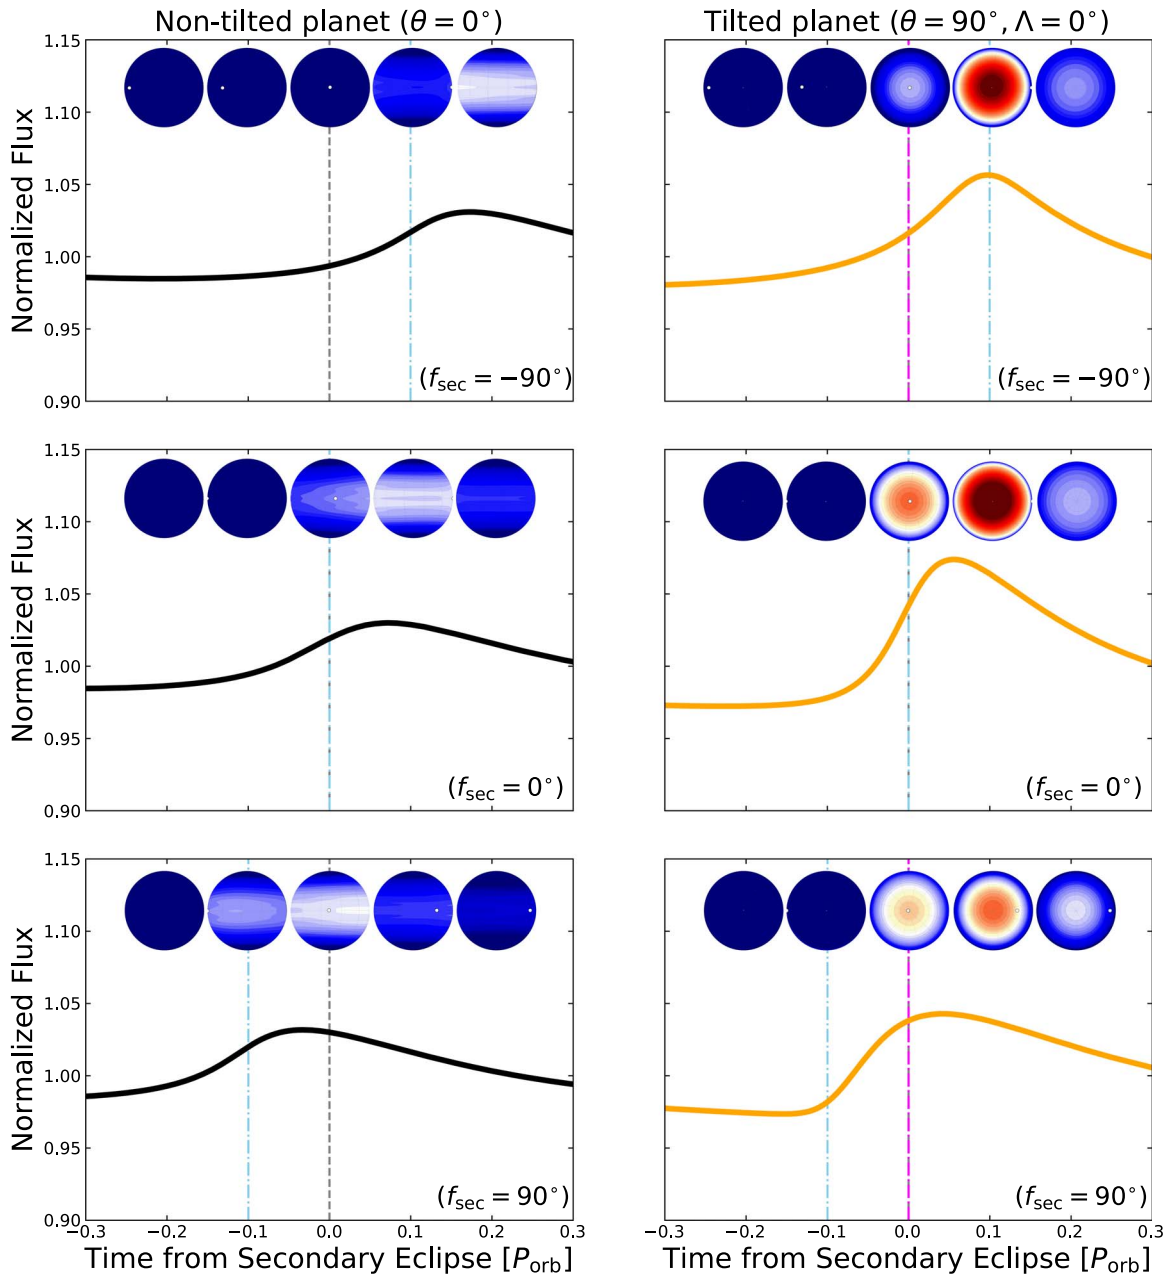 Non-tilted planet (θ = 0°)
Tilted planet (θ = 90°, Λ = 0°)
1.15
1.10
1.05
1.00
0.95
0.90
Normalized Flux
(f_sec = −90°)
(f_sec = −90°)
1.15
1.10
1.05
1.00
0.95
0.90
Normalized Flux
(f_sec = 0°)
(f_sec = 0°)
1.15
1.10
1.05
1.00
0.95
0.90
Normalized Flux
(f_sec = 90°)
(f_sec = 90°)
−0.3 −0.2 −0.1 0.0 0.1 0.2 0.3
−0.3 −0.2 −0.1 0.0 0.1 0.2 0.3
Time from Secondary Eclipse [P_orb]
Time from Secondary Eclipse [P_orb]